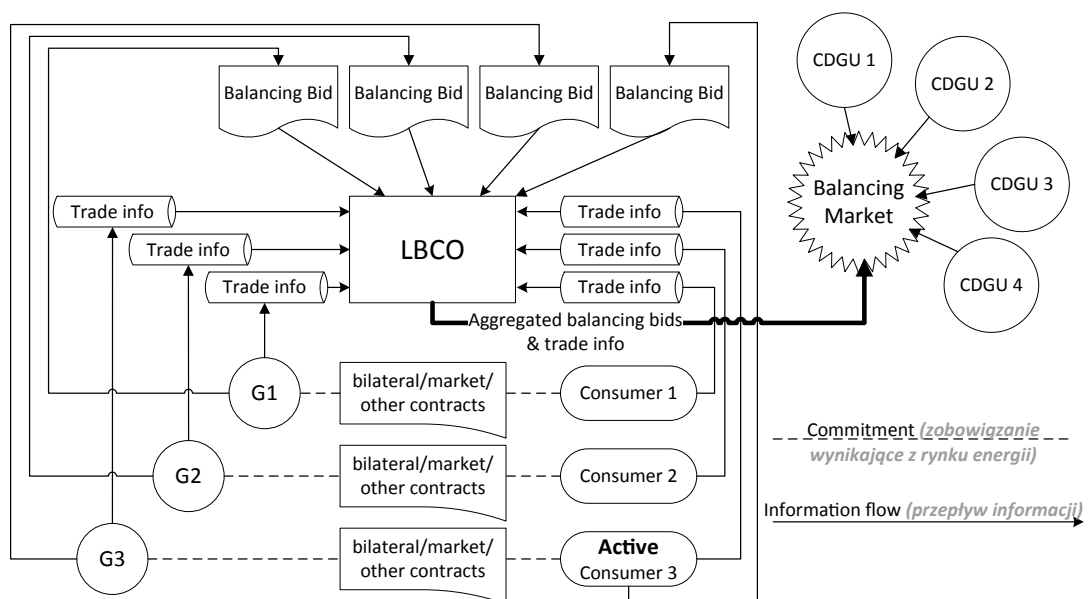 Balancing Bid
Balancing Bid
Balancing Bid
Balancing Bid
CDGU 1
CDGU 2
CDGU 3
CDGU 4
Balancing
Market
Trade info
Trade info
Trade info
LBCO
Trade info
Trade info
Trade info
Aggregated balancing bids
& trade info
G1
bilateral/market/
other contracts
Consumer 1
G2
bilateral/market/
other contracts
Consumer 2
G3
bilateral/market/
other contracts
Active
Consumer 3
Commitment (zobowigzanie
wynikające z rynku energii)
Information flow (przepływ informacji)